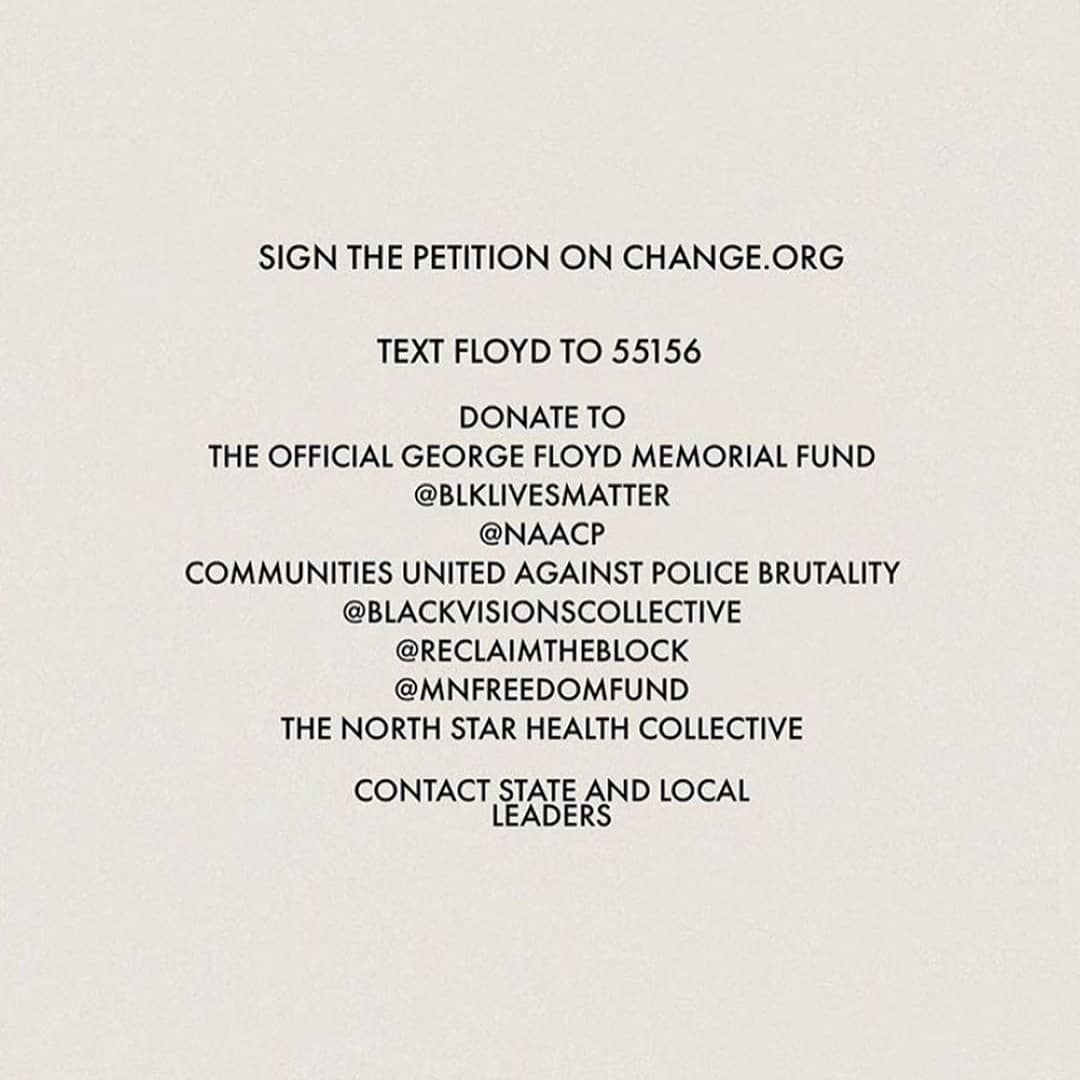 SIGN THE PETITION ON CHANGE.ORG
TEXT FLOYD TO 55156
DONATE TO
THE OFFICIAL GEORGE FLOYD MEMORIAL FUND
@BLKLIVESMATTER
@NAACP
COMMUNITIES UNITED AGAINST POLICE BRUTALITY
@BLACKVISIONSCOLLECTIVE
@RECLAIMTHEBLOCK
@MNFREEDOMFUND
THE NORTH STAR HEALTH COLLECTIVE
CONTACT STATE AND LOCAL
LEADERS